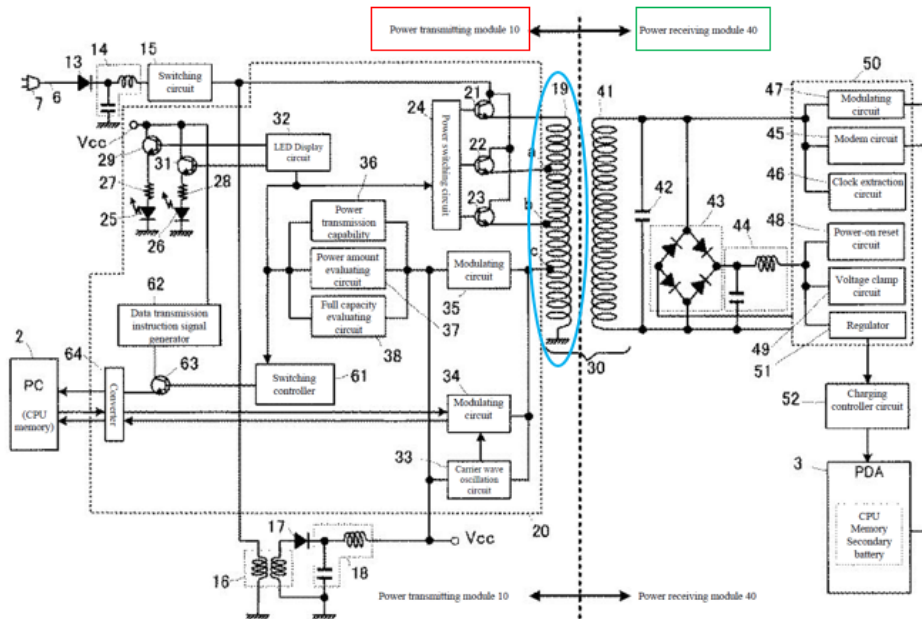 Power transmitting module 10
Power receiving module 40
14
15
13
Switching circuit
7
6
Vcc
29
31
32
LED Display circuit
27
28
25
26
24
Power switching circuit
21
22
23
19
a
b
c
41
42
43
44
30
50
47
Modulating circuit
45
Modem circuit
46
Clock extraction circuit
48
Power-on reset circuit
Voltage clamp circuit
49
51
Regulator
52
Charging controller circuit
3
PDA
CPU
Memory
Secondary battery
36
Power transmission capability
Power amount evaluating circuit
37
Full capacity evaluating circuit
38
Modulating circuit
35
62
Data transmission instruction signal generator
2
64
63
PC
(CPU memory)
Converter
Switching controller
61
34
Modulating circuit
33
Carrier wave oscillation circuit
20
17
Vcc
16
18
Power transmitting module 10
Power receiving module 40